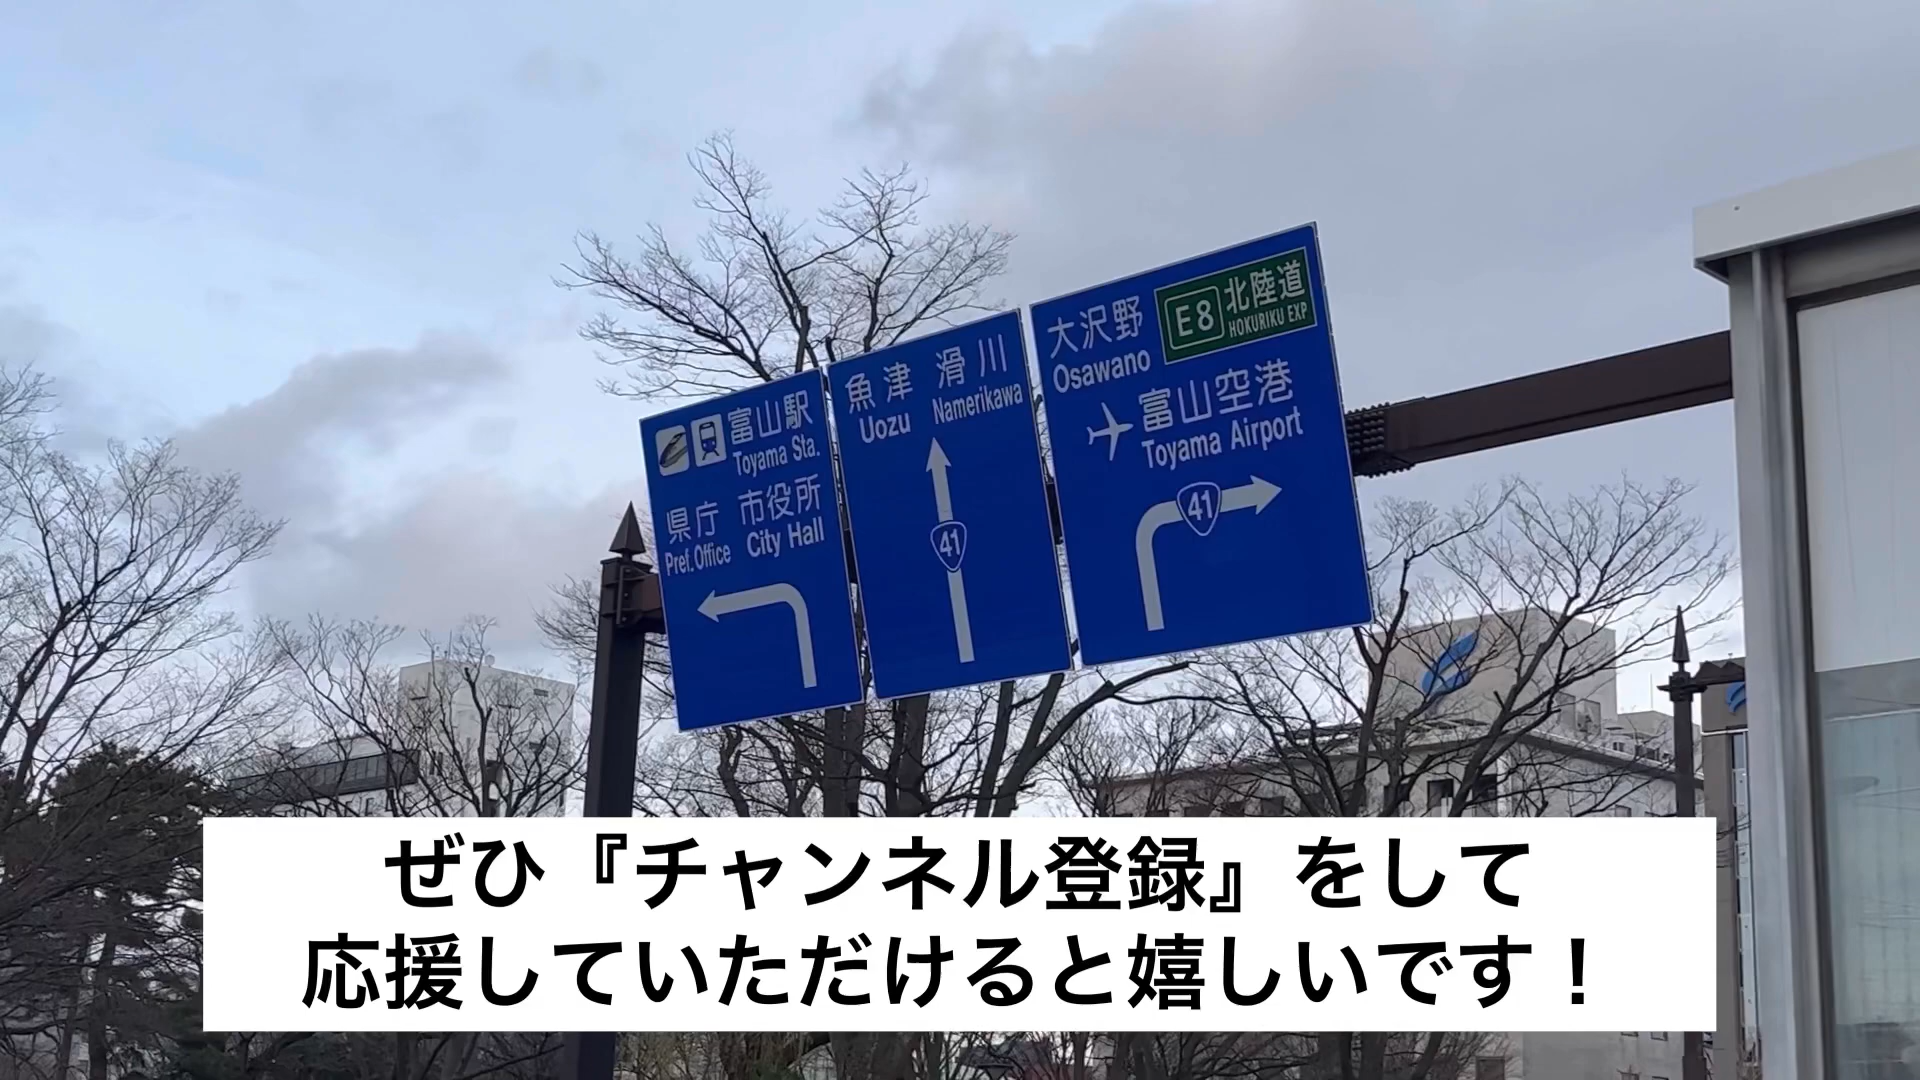 富山駅
Toyama Sta.
県庁 市役所
Pref. Office City Hall
魚津 滑川
Uozu Namerikawa
41
大沢野 E8 北陸道
HOKURIKU EXP
Osawano
富山空港
Toyama Airport
41
ぜひ『チャンネル登録』をして
応援していただけると嬉しいです！